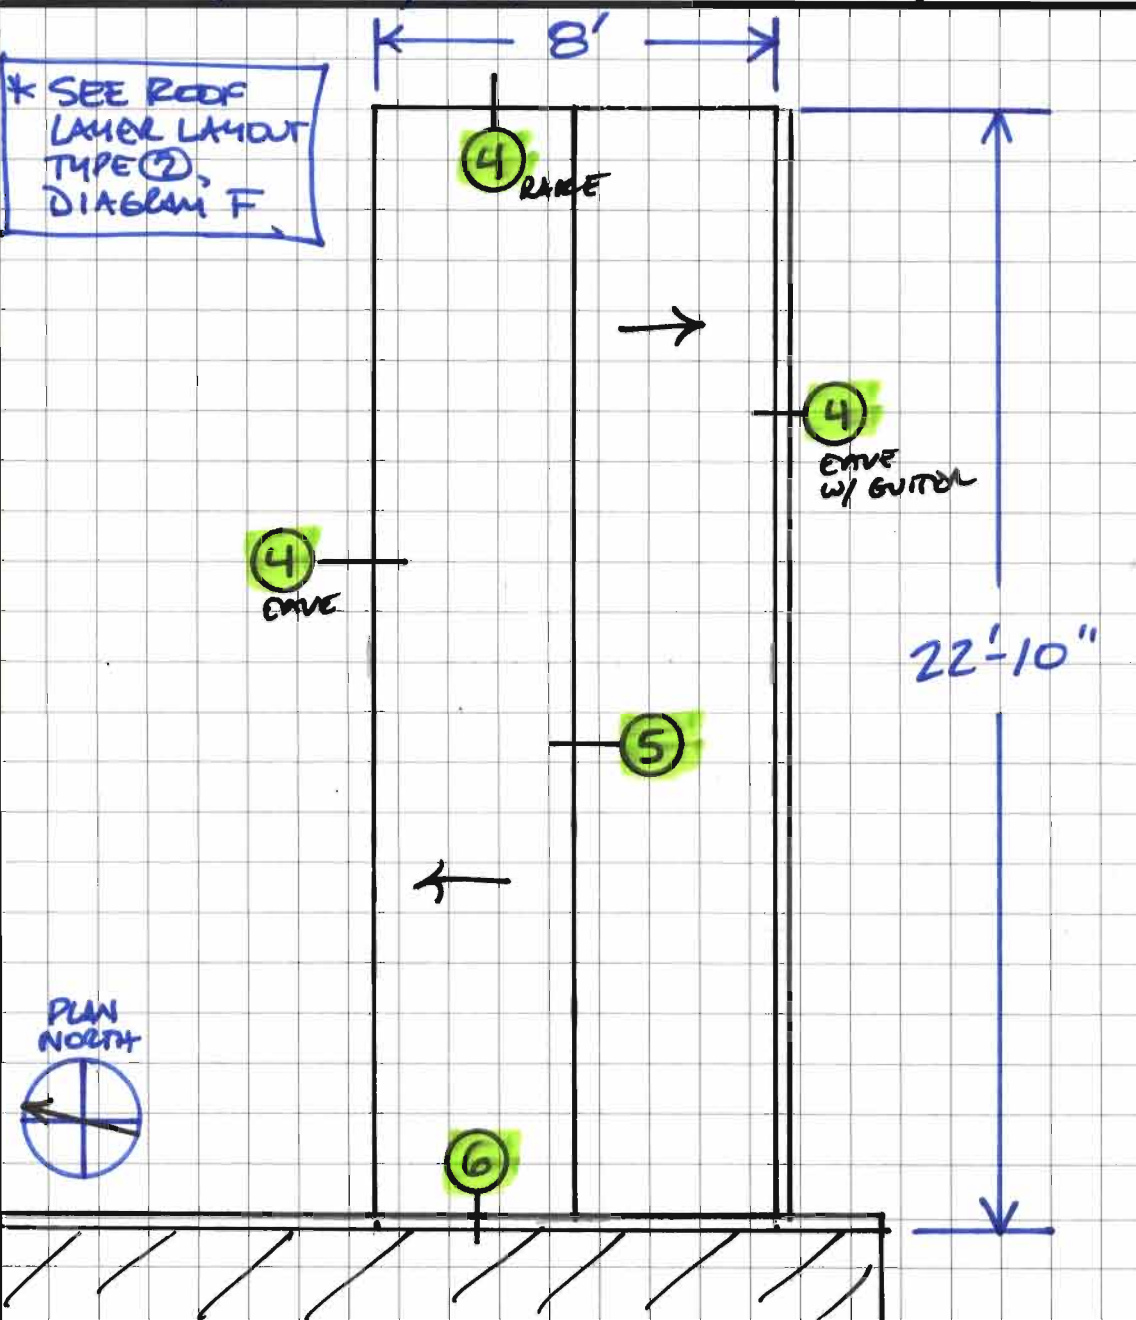 8'
* SEE ROOF
LAYER LAYOUT
TYPE ②,
DIAGRAM F
4
RAKE
4
EAVE
W/ GUTTER
4
EAVE
22'-10"
5
PLAN
NORTH
6